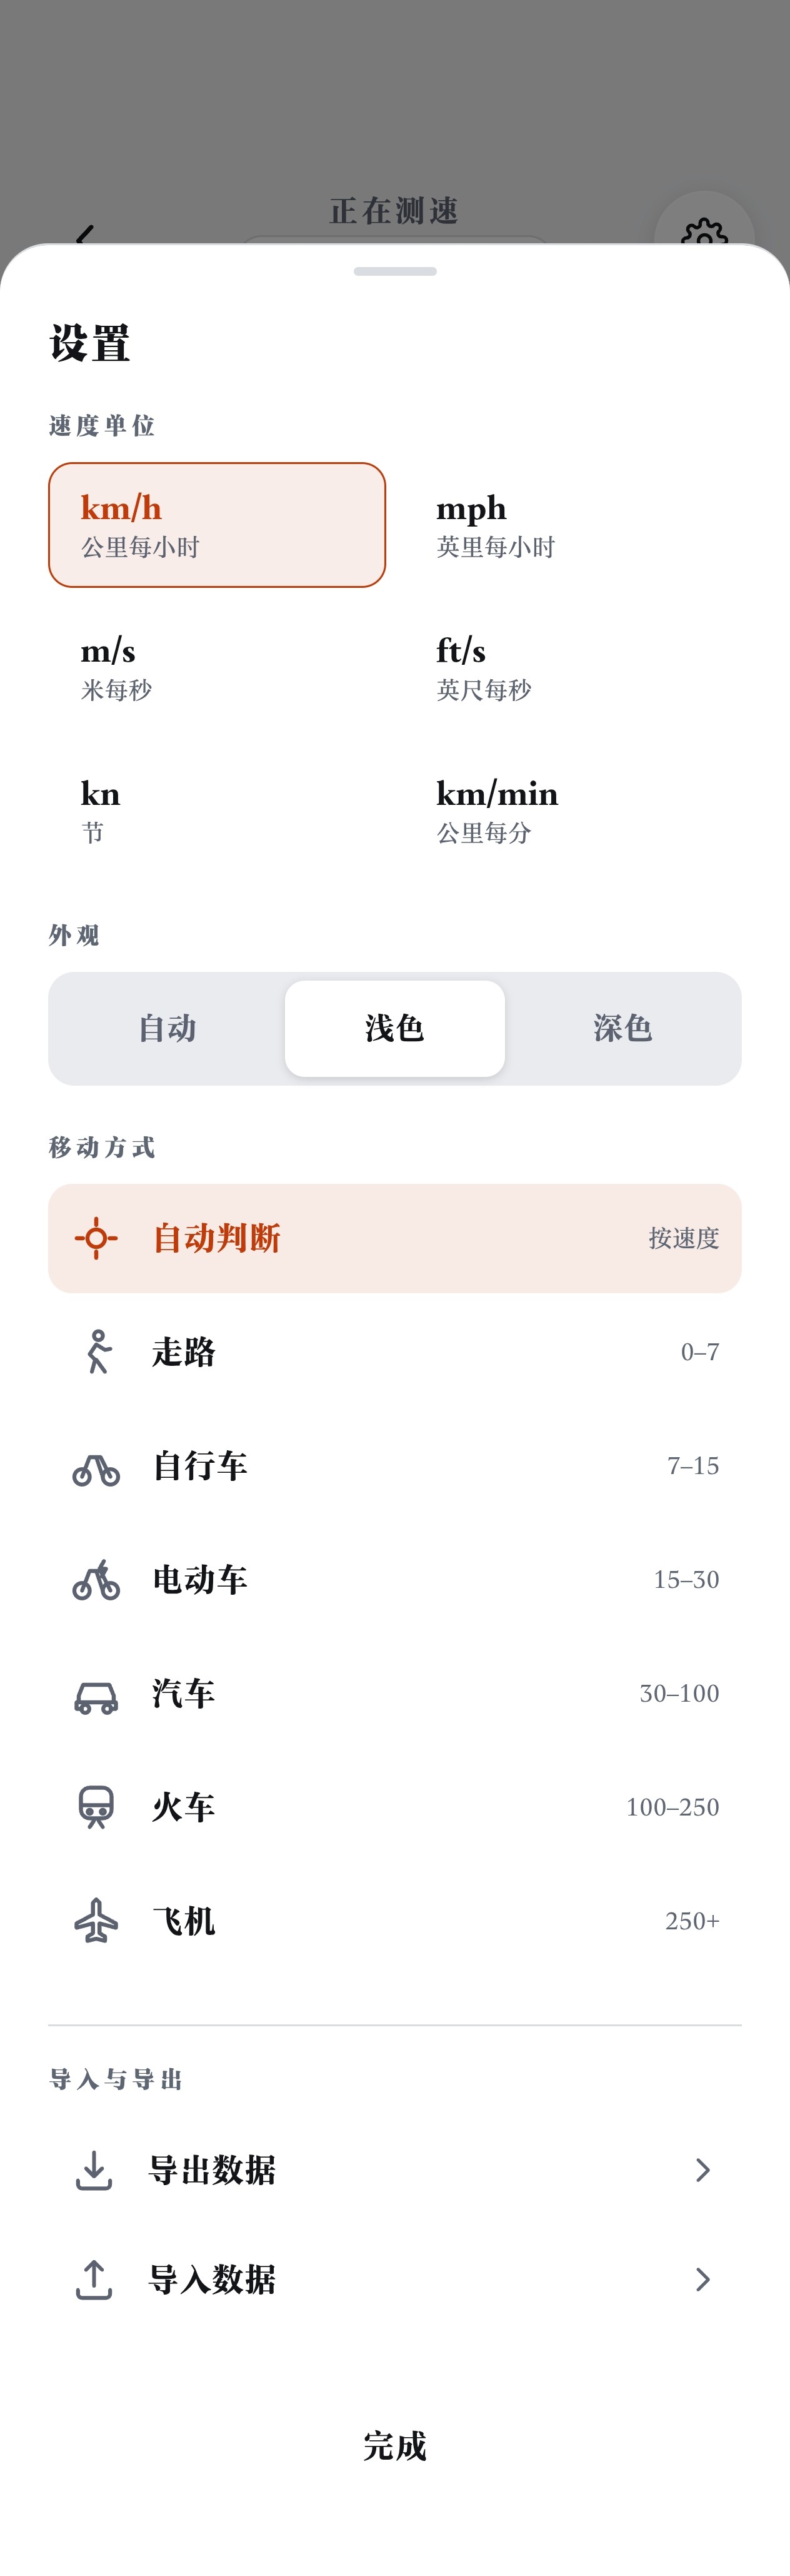 正在测速
设置
速度单位
km/h
公里每小时
mph
英里每小时
m/s
米每秒
ft/s
英尺每秒
kn
节
km/min
公里每分
外观
自动
浅色
深色
移动方式
自动判断
按速度
走路
0–7
自行车
7–15
电动车
15–30
汽车
30–100
火车
100–250
飞机
250+
导入与导出
导出数据
导入数据
完成